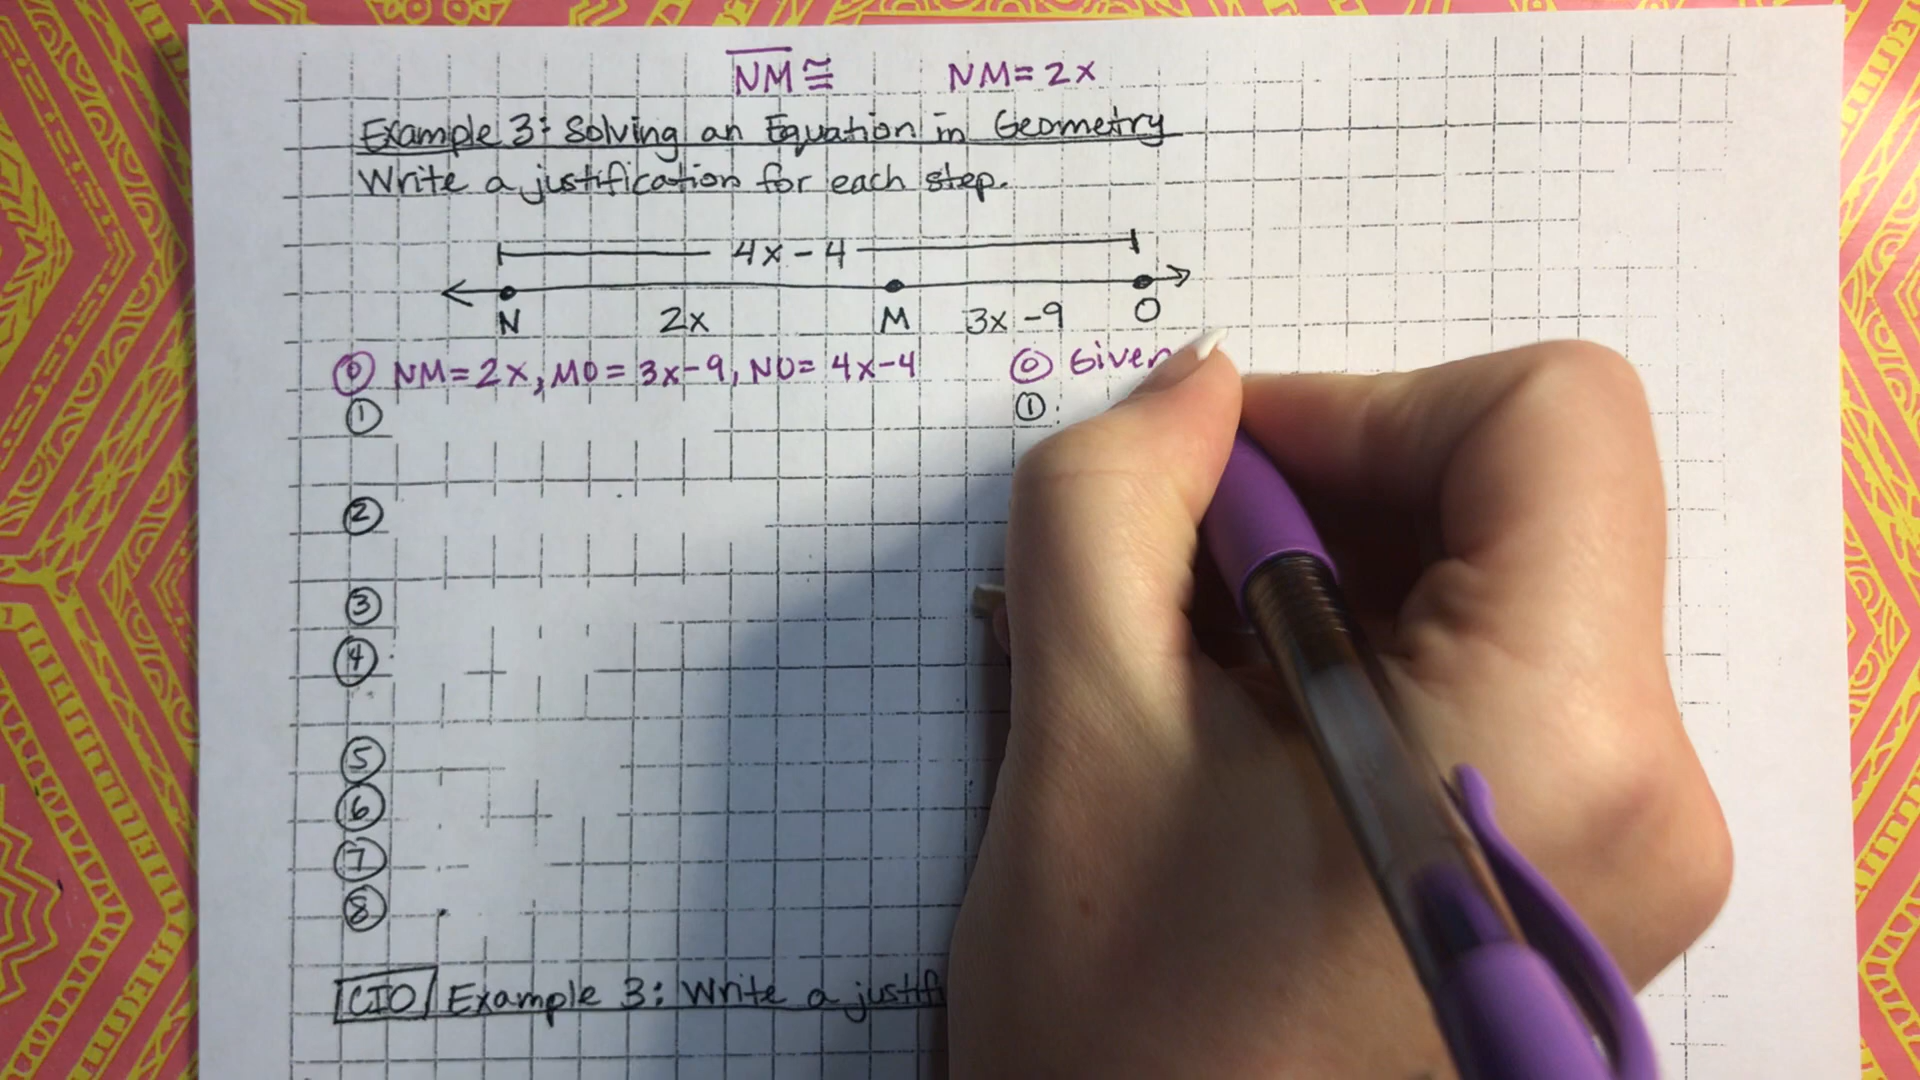 NM ≅ NM = 2x
Example 3: Solving an Equation in Geometry
Write a justification for each step.
4x - 4
N 2x M 3x - 9 O
⓪ NM = 2x, MO = 3x - 9, NO = 4x - 4 ⓪ Given
① ①
②
③
④
⑤
⑥
⑦
⑧
CIO Example 3: Write a